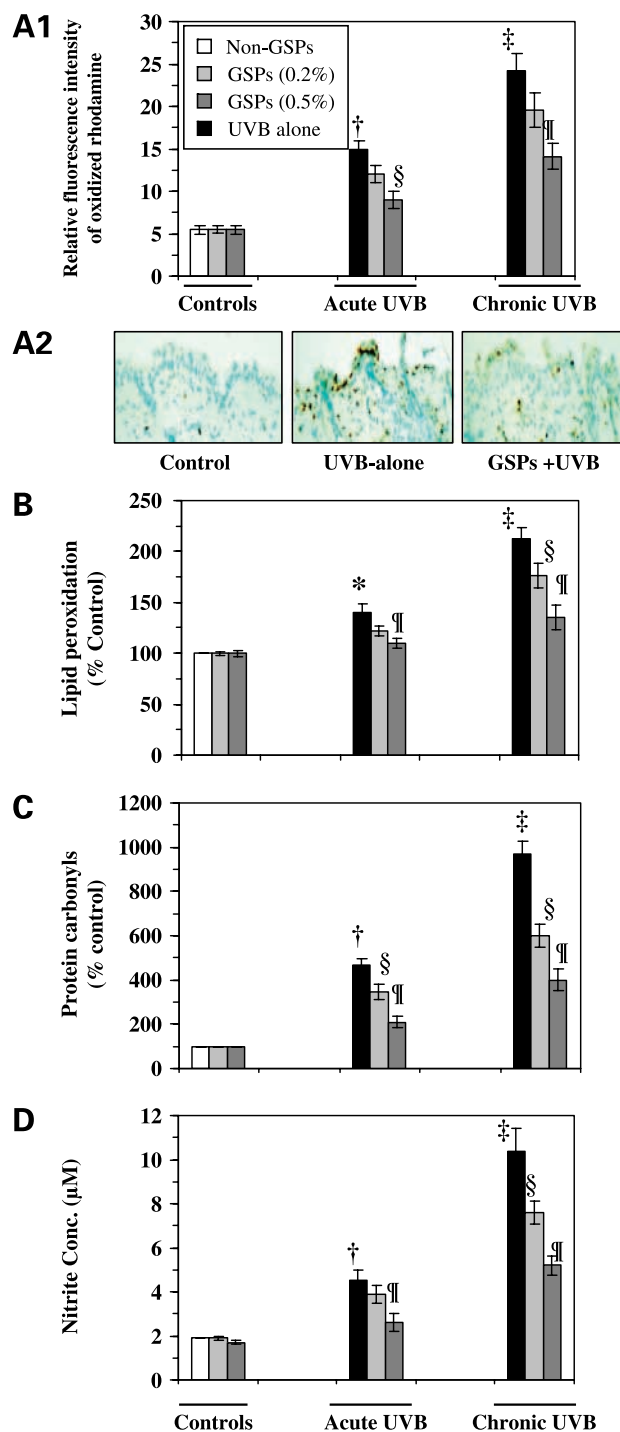 A1
Relative fluorescence intensity
of oxidized rhodamine
30
25
20
15
10
5
0
Non-GSPs
GSPs (0.2%)
GSPs (0.5%)
UVB alone
†
§
‡
¶
Controls
Acute UVB
Chronic UVB
A2
Control
UVB-alone
GSPs +UVB
B
Lipid peroxidation
(% Control)
250
200
150
100
50
0
*
¶
‡
§
¶
C
Protein carbonyls
(% control)
1200
1000
800
600
400
200
0
†
§
¶
‡
§
¶
D
Nitrite Conc. (µM)
12
10
8
6
4
2
0
†
¶
‡
§
¶
Controls
Acute UVB
Chronic UVB